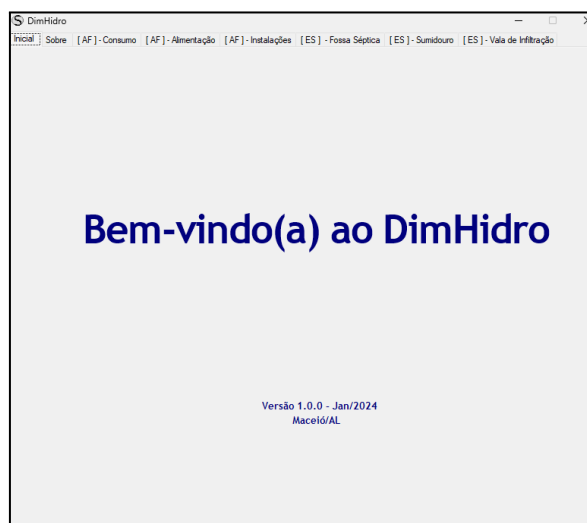 DimHidro
Inicial Sobre [ AF ] - Consumo [ AF ] - Alimentação [ AF ] - Instalações [ ES ] - Fossa Séptica [ ES ] - Sumidouro [ ES ] - Vala de Infiltração
Bem-vindo(a) ao DimHidro
Versão 1.0.0 - Jan/2024
Maceió/AL